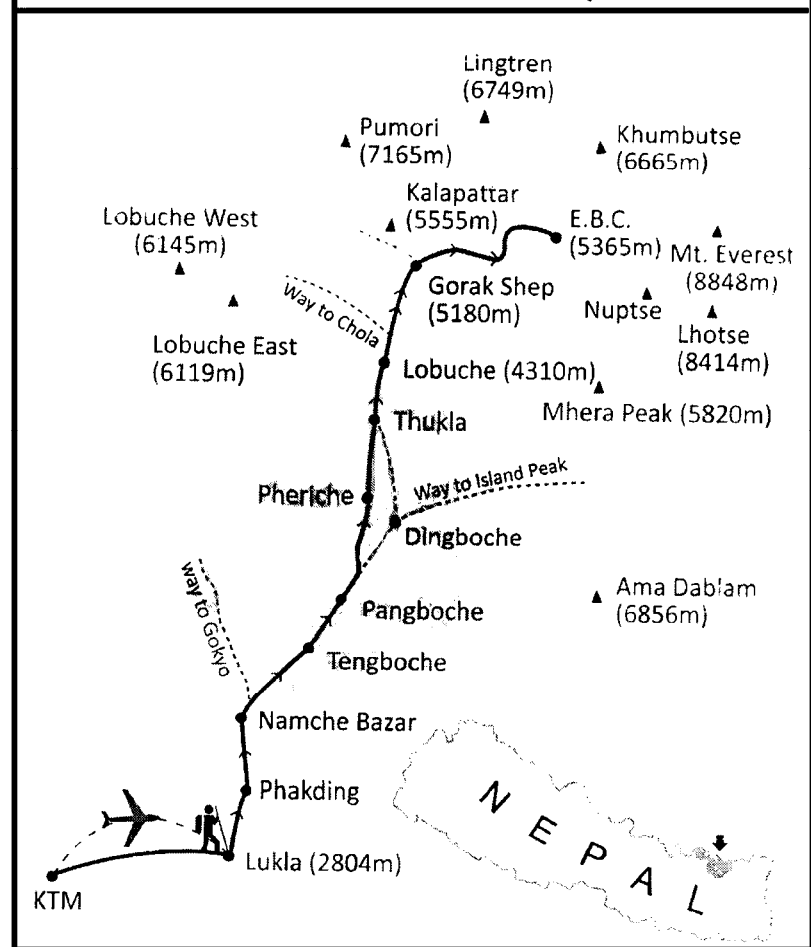 Lingtren
(6749m)
Pumori
(7165m)
Khumbutse
(6665m)
Kalapattar
(5555m)
Lobuche West
(6145m)
E.B.C.
(5365m)
Mt. Everest
(8848m)
Gorak Shep
(5180m)
Way to Chola
Nuptse
Lhotse
(8414m)
Lobuche East
(6119m)
Lobuche (4310m)
Mhera Peak (5820m)
Thukla
Way to Island Peak
Pheriche
Dingboche
way to Gokyo
Ama Dablam
(6856m)
Pangboche
Tengboche
Namche Bazar
Phakding
NEPAL
Lukla (2804m)
KTM